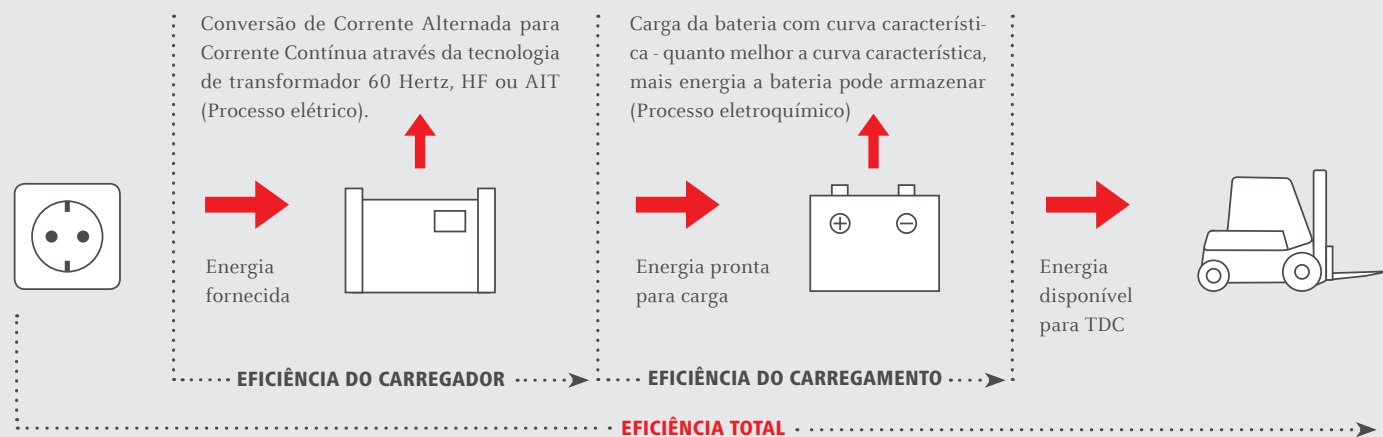 Conversão de Corrente Alternada para
Corrente Contínua através da tecnologia
de transformador 60 Hertz, HF ou AIT
(Processo elétrico).
Carga da bateria com curva característi-
ca - quanto melhor a curva característica,
mais energia a bateria pode armazenar
(Processo eletroquímico)
Energia
fornecida
Energia pronta
para carga
Energia
disponível
para TDC
EFICIÊNCIA DO CARREGADOR
EFICIÊNCIA DO CARREGAMENTO
EFICIÊNCIA TOTAL